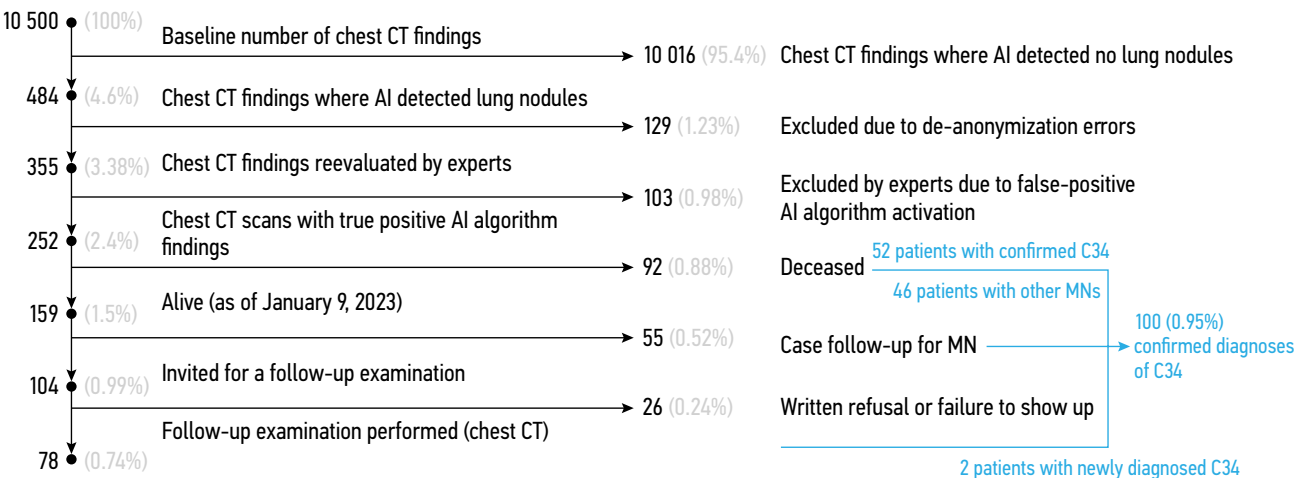 10 500 (100%)
Baseline number of chest CT findings
10 016 (95.4%) Chest CT findings where AI detected no lung nodules
484 (4.6%) Chest CT findings where AI detected lung nodules
129 (1.23%) Excluded due to de-anonymization errors
355 (3.38%) Chest CT findings reevaluated by experts
103 (0.98%) Excluded by experts due to false-positive
AI algorithm activation
Chest CT scans with true positive AI algorithm
findings
252 (2.4%)
92 (0.88%) Deceased
52 patients with confirmed C34
46 patients with other MNs
Alive (as of January 9, 2023)
159 (1.5%)
55 (0.52%) Case follow-up for MN
100 (0.95%)
confirmed diagnoses
of C34
Invited for a follow-up examination
104 (0.99%)
26 (0.24%) Written refusal or failure to show up
Follow-up examination performed (chest CT)
78 (0.74%)
2 patients with newly diagnosed C34